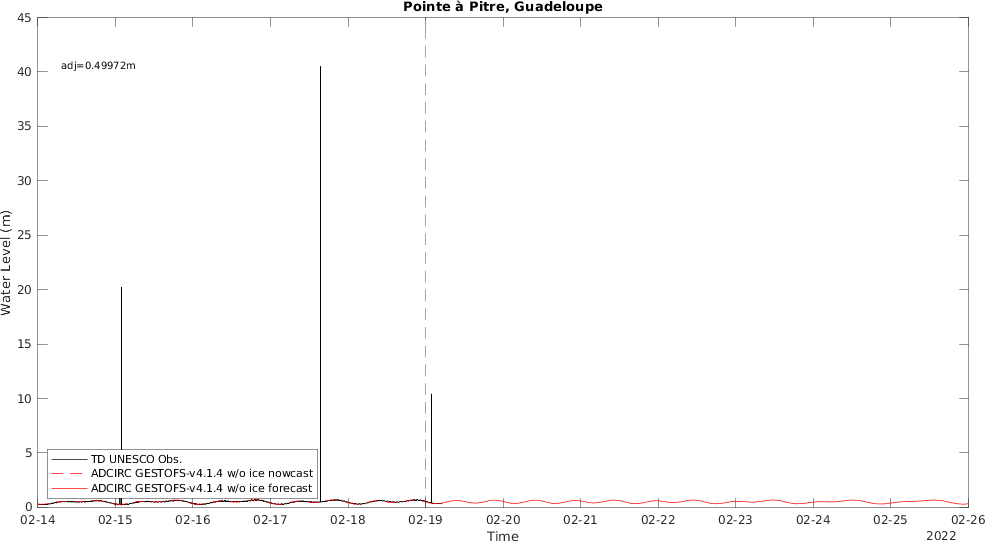 Pointe à Pitre, Guadeloupe
45
adj=0.49972m
40
35
30
25
20
15
10
5
0
Water Level (m)
TD UNESCO Obs.
ADCIRC GESTOFS-v4.1.4 w/o ice nowcast
ADCIRC GESTOFS-v4.1.4 w/o ice forecast
02-14 02-15 02-16 02-17 02-18 02-19 02-20 02-21 02-22 02-23 02-24 02-25 02-26
Time
2022